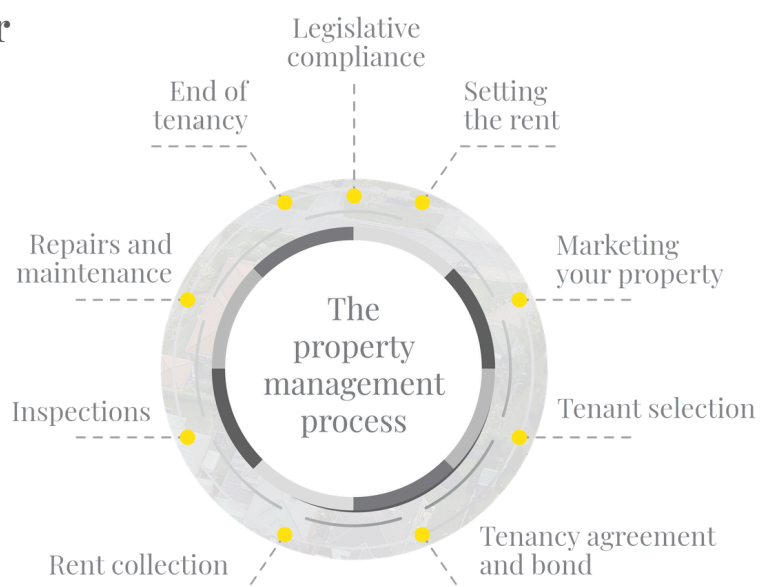 r
Legislative
compliance
End of
tenancy
Setting
the rent
Repairs and
maintenance
Marketing
your property
The
property
management
process
Inspections
Tenant selection
Rent collection
Tenancy agreement
and bond